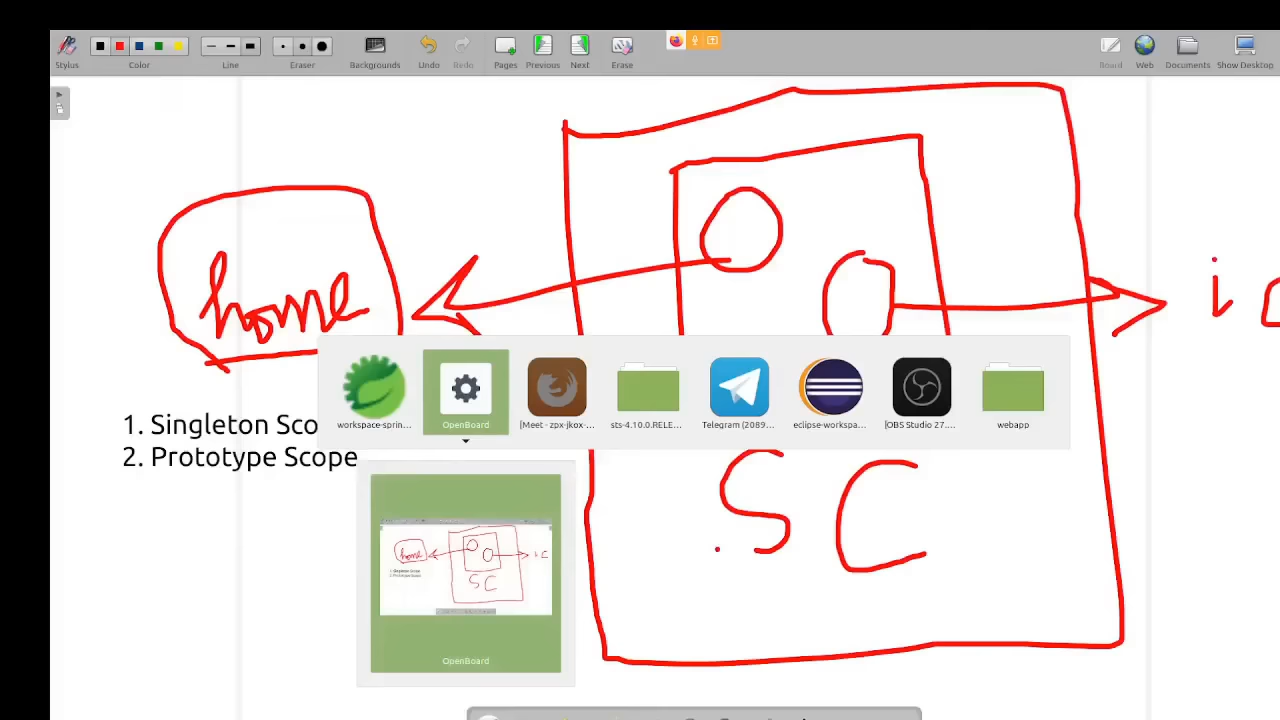 Stylus Color Line Eraser Backgrounds Undo Redo Pages Previous Next Erase Board Web Documents Show Desktop
home
i
1. Singleton Sco
2. Prototype Scope
workspace-sprin... OpenBoard [Meet - zpx-jkox-... sts-4.10.0.RELE... Telegram (2089... eclipse-workspa... [OBS Studio 27.... webapp
S C
home
i C
S C
OpenBoard